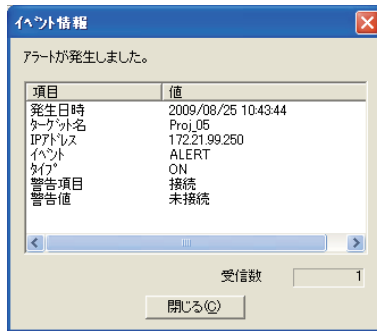 イベント情報
アラートが発生しました。
項目 値
発生日時 2009/08/25 10:43:44
ターゲット名 Proj_05
IPアドレス 172.21.99.250
イベント ALERT
タイプ ON
警告項目 接続
警告値 未接続
受信数 1
閉じる(C)